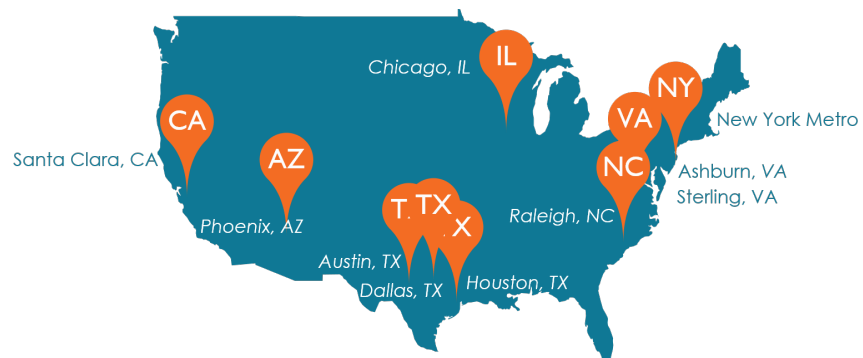 IL
Chicago, IL
NY
CA
VA
New York Metro
Santa Clara, CA
AZ
NC
Ashburn, VA
Sterling, VA
T.
TX
. X
Phoenix, AZ
Raleigh, NC
Austin, TX
Dallas, TX
Houston, TX